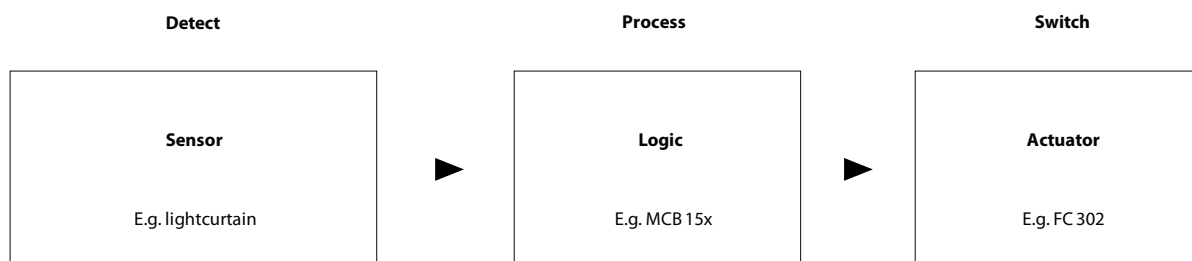 Detect
Process
Switch
Sensor
Logic
Actuator
E.g. lightcurtain
E.g. MCB 15x
E.g. FC 302